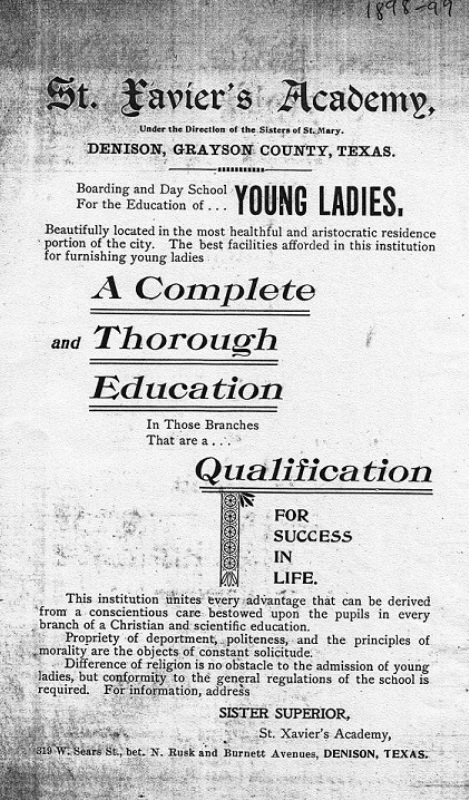 1898-99
St. Xavier's Academy,
Under the Direction of the Sisters of St. Mary.
DENISON, GRAYSON COUNTY, TEXAS.
Boarding and Day School
For the Education of . . .
YOUNG LADIES.
Beautifully located in the most healthful and aristocratic residence
portion of the city. The best facilities afforded in this institution
for furnishing young ladies
A Complete
and Thorough
Education
In Those Branches
That are a . . .
Qualification
FOR
SUCCESS
IN
LIFE.
This institution unites every advantage that can be derived
from a conscientious care bestowed upon the pupils in every
branch of a Christian and scientific education.
Propriety of deportment, politeness, and the principles of
morality are the objects of constant solicitude.
Difference of religion is no obstacle to the admission of young
ladies, but conformity to the general regulations of the school is
required. For information, address
SISTER SUPERIOR,
St. Xavier's Academy,
319 W. Sears St., bet. N. Rusk and Burnett Avenues, DENISON, TEXAS.